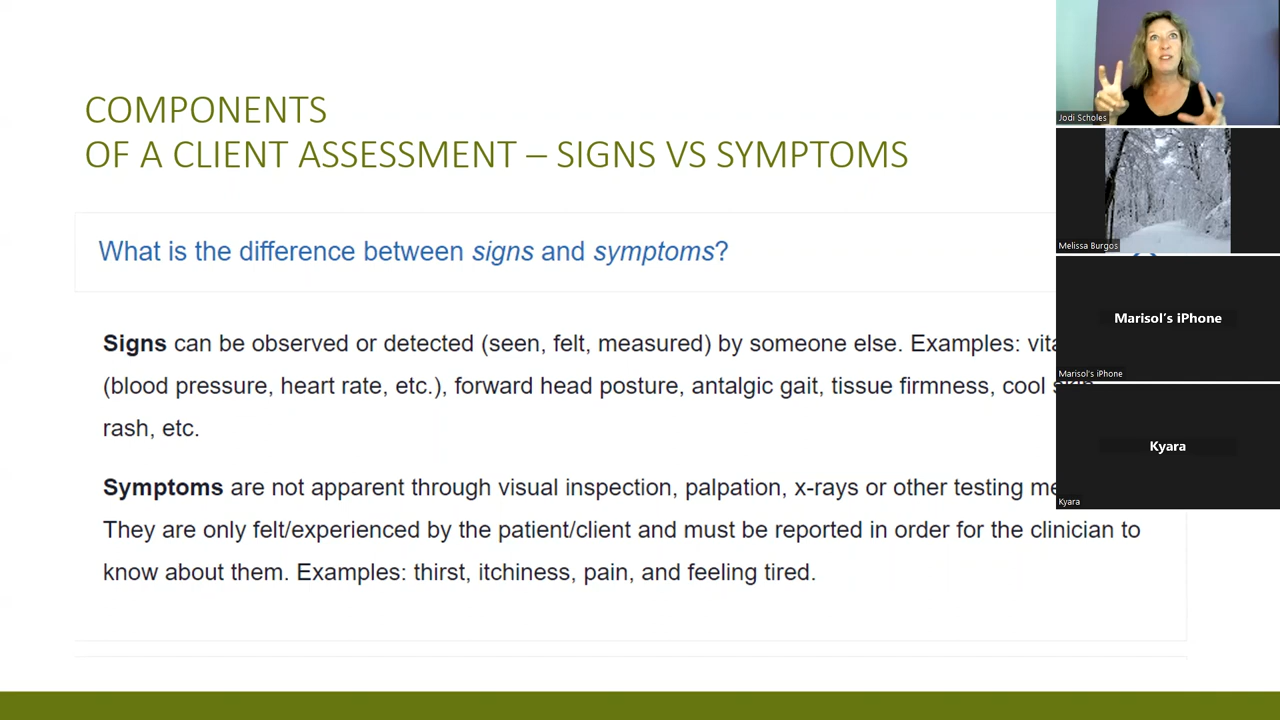 COMPONENTS
OF A CLIENT ASSESSMENT – SIGNS VS SYMPTOMS
What is the difference between signs and symptoms?
Signs can be observed or detected (seen, felt, measured) by someone else. Examples:
(blood pressure, heart rate, etc.), forward head posture, antalgic gait, tissue firmness, cool
rash, etc.
Symptoms are not apparent through visual inspection, palpation, x-rays or other testing
They are only felt/experienced by the patient/client and must be reported in order for the clinician to
know about them. Examples: thirst, itchiness, pain, and feeling tired.
Jodi Scholes
Melissa Burgos
Marisol's iPhone
Marisol's iPhone
Kyara
Kyara